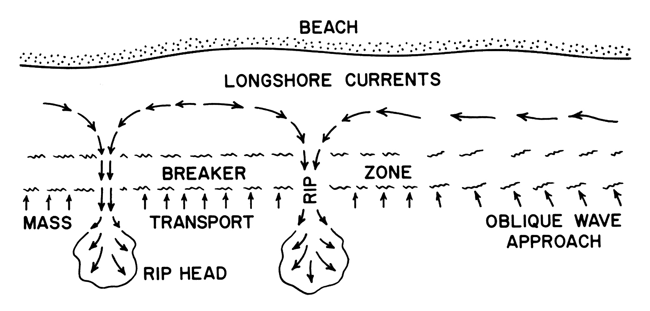 BEACH
LONGSHORE CURRENTS
BREAKER ZONE
RIP
MASS TRANSPORT
OBLIQUE WAVE
APPROACH
RIP HEAD